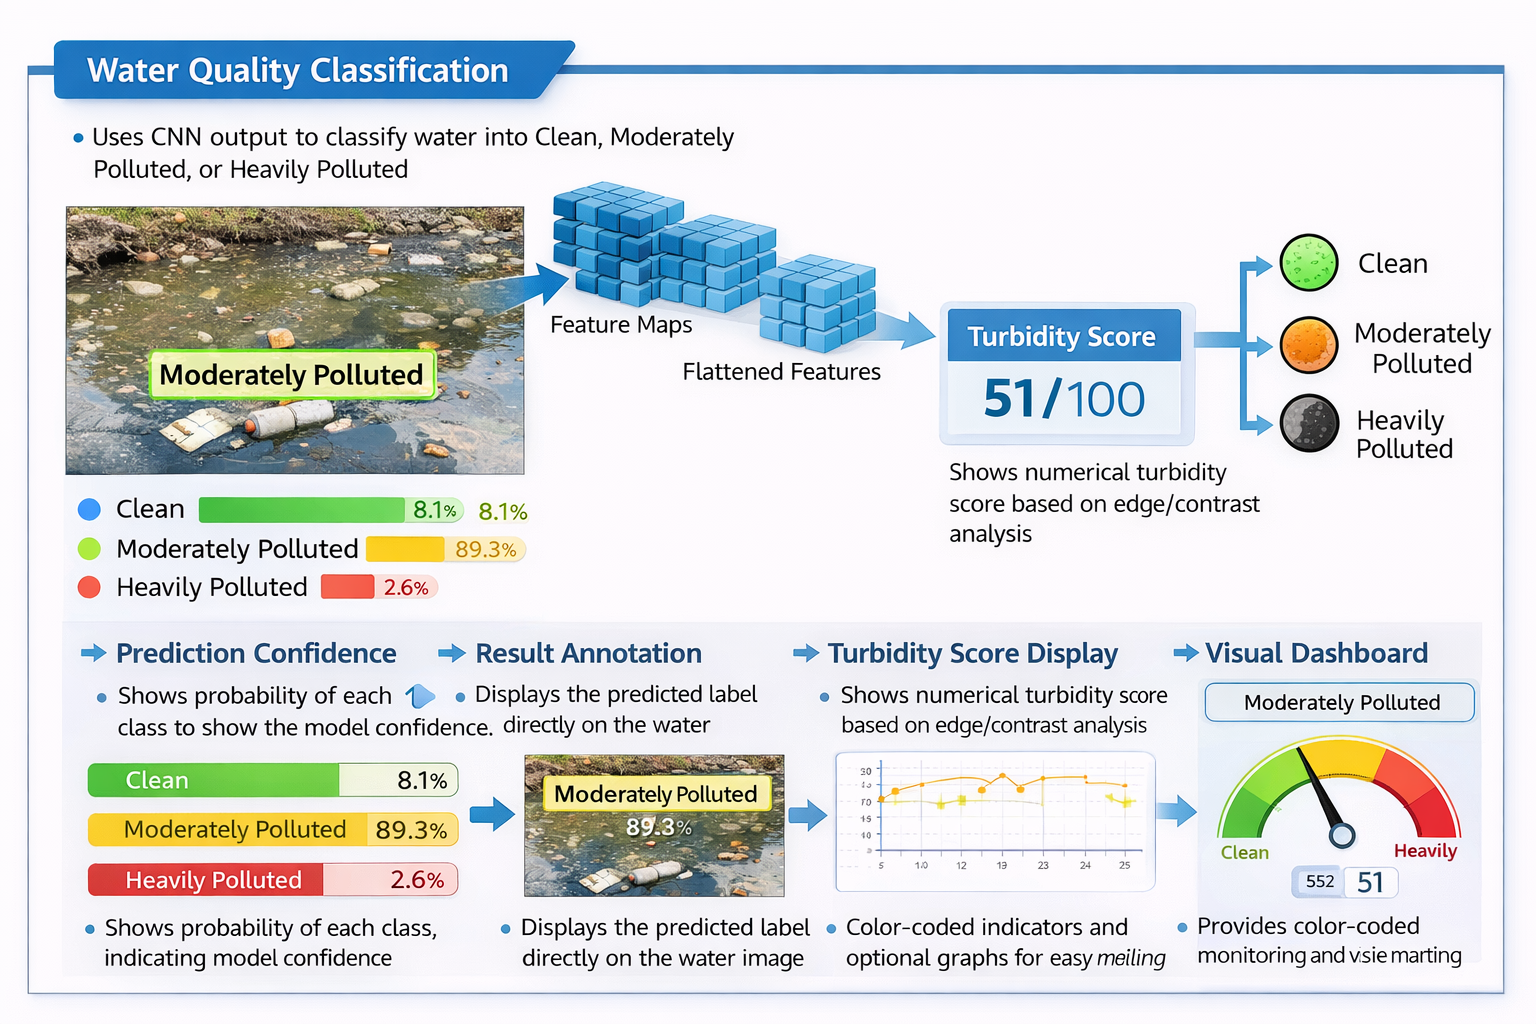 Water Quality Classification
• Uses CNN output to classify water into Clean, Moderately
Polluted, or Heavily Polluted
Moderately Polluted
Feature Maps
Flattened Features
Turbidity Score
51/100
Shows numerical turbidity
score based on edge/contrast
analysis
Clean
Moderately
Polluted
Heavily
Polluted
Clean 8.1% 8.1%
Moderately Polluted 89.3%
Heavily Polluted 2.6%
Prediction Confidence
• Shows probability of each
class to show the model confidence.
Clean 8.1%
Moderately Polluted 89.3%
Heavily Polluted 2.6%
• Shows probability of each class,
indicating model confidence
Result Annotation
• Displays the predicted label
directly on the water
Moderately Polluted
89.3%
• Displays the predicted label
directly on the water image
Turbidity Score Display
• Shows numerical turbidity score
based on edge/contrast analysis
5 12 19 23 24 25
• Color-coded indicators and
optional graphs for easy meiling
Visual Dashboard
Moderately Polluted
Clean
Heavily
552 51
• Provides color-coded
monitoring and vsie marting